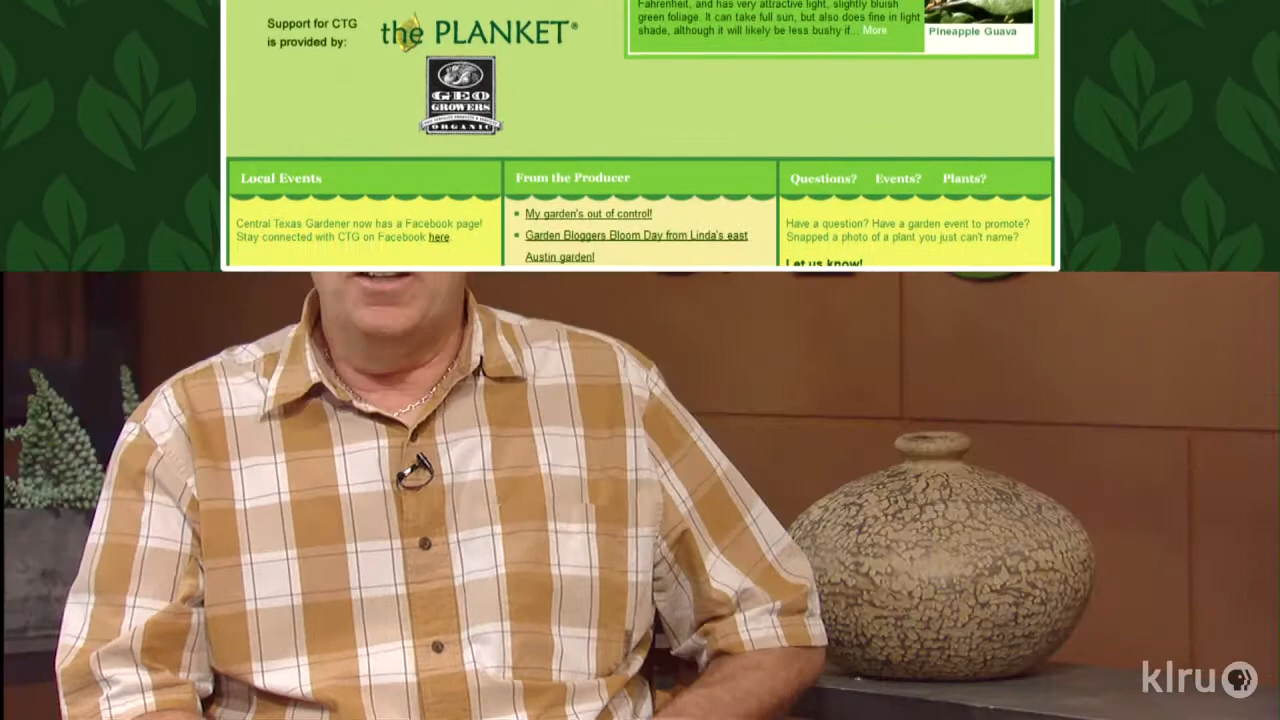 Support for CTG
is provided by:
the PLANKET®
GEO
GROWERS
ORGANIC
Fahrenheit, and has very attractive light, slightly bluish
green foliage. It can take full sun, but also does fine in light
shade, although it will likely be less bushy if... More
Pineapple Guava
Local Events
Central Texas Gardener now has a Facebook page!
Stay connected with CTG on Facebook here.
From the Producer
My garden's out of control!
Garden Bloggers Bloom Day from Linda's east
Austin garden!
Questions? Events? Plants?
Have a question? Have a garden event to promote?
Snapped a photo of a plant you just can't name?
Let us know!
klru